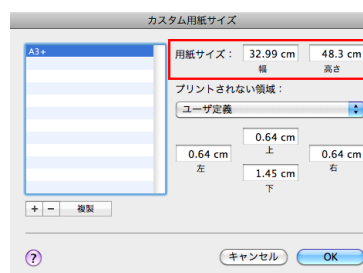 カスタム用紙サイズ
A3+
用紙サイズ： 32.99 cm 48.3 cm
幅 高さ
プリントされない領域：
ユーザ定義
0.64 cm
上
0.64 cm 0.64 cm
左 右
1.45 cm
下
+ − 複製
? キャンセル OK